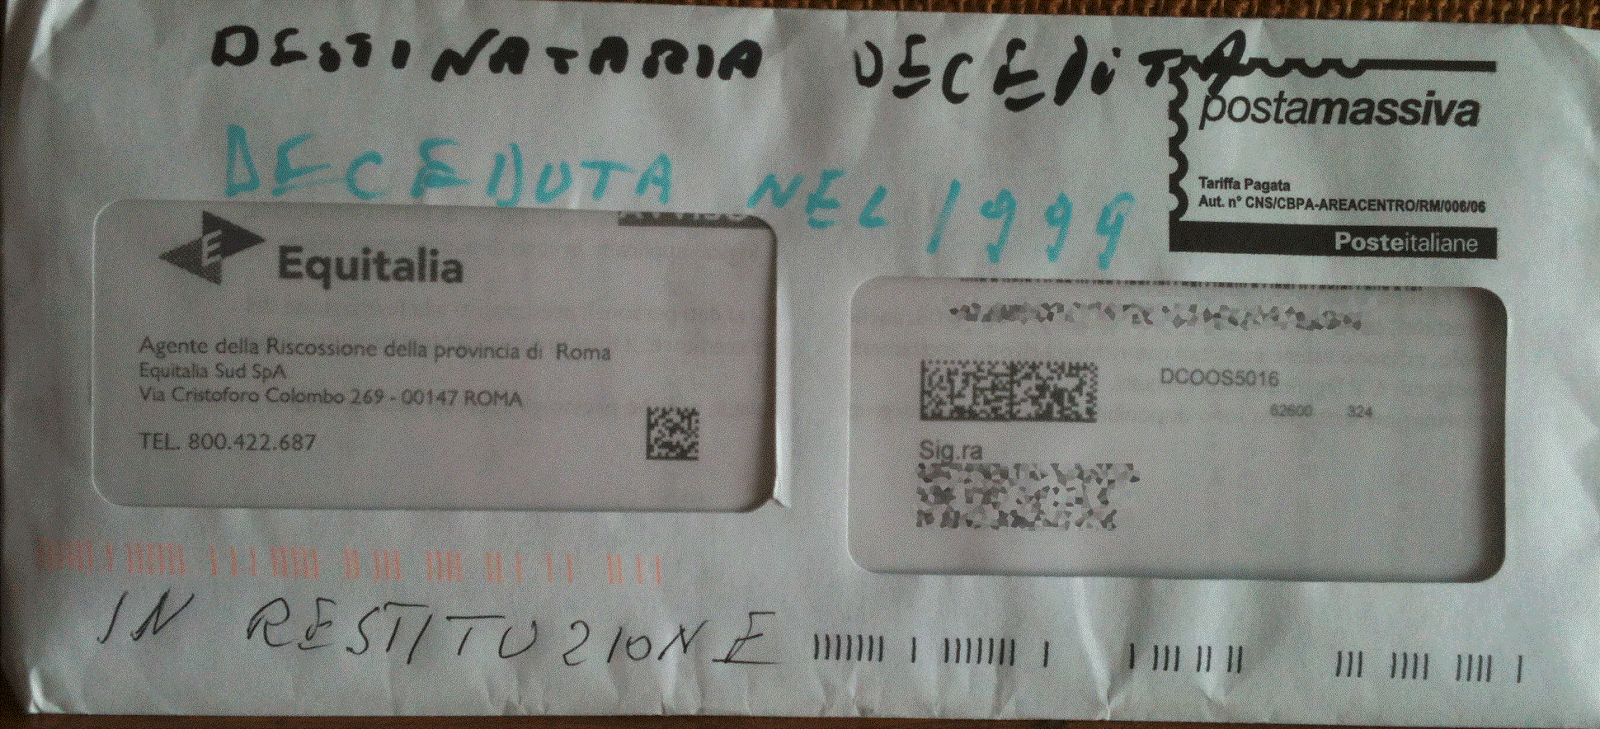 DESTINATARIA DECEDUTA
DECEDUTA NEL 1999
postamassiva
Tariffa Pagata
Aut. n° CNS/CBPA-AREACENTRO/RM/006/06
Posteitaliane
AVVISO
E
Equitalia
Agente della Riscossione della provincia di Roma
Equitalia Sud SpA
Via Cristoforo Colombo 269 - 00147 ROMA
TEL. 800.422.687
DCOOS5016
62600 324
Sig.ra
IN RESTITUZIONE